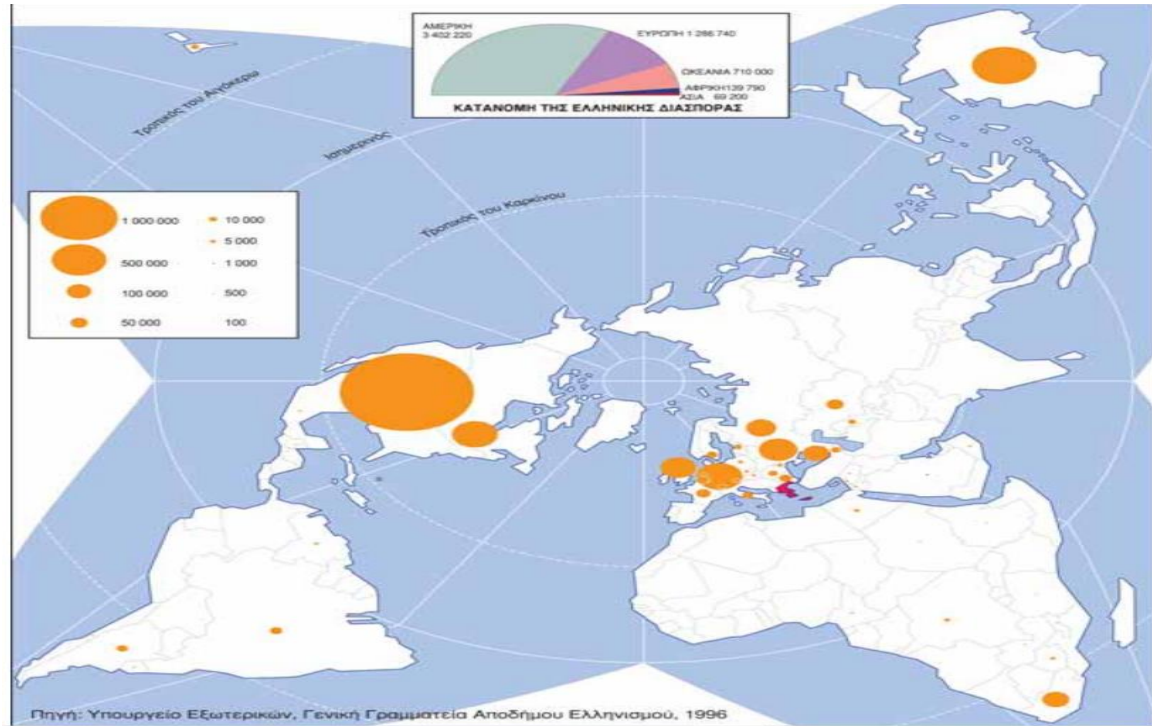 ΑΜΕΡΙΚΗ
3 402 220
ΕΥΡΩΠΗ 1 286 740
ΩΚΕΑΝΙΑ 710 000
ΑΦΡΙΚΗ139 790
ΑΣΙΑ 69 200
ΚΑΤΑΝΟΜΗ ΤΗΣ ΕΛΛΗΝΙΚΗΣ ΔΙΑΣΠΟΡΑΣ
Τροπικός του Αιγόκερω
Ισημερινός
Τροπικός του Καρκίνου
1 000 000
10 000
5 000
500 000
1 000
100 000
500
50 000
100
Πηγή: Υπουργείο Εξωτερικών, Γενική Γραμματεία Αποδήμου Ελληνισμού, 1996